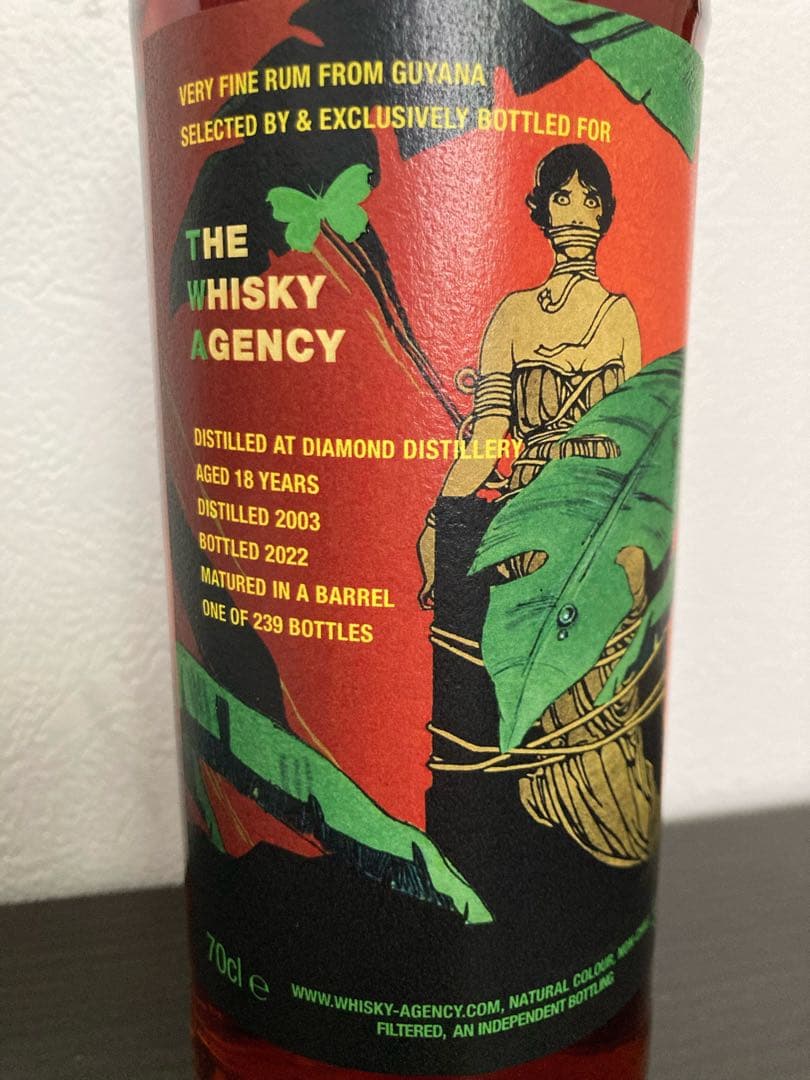 VERY FINE RUM FROM GUYANA
SELECTED BY & EXCLUSIVELY BOTTLED FOR
THE
WHISKY
AGENCY
DISTILLED AT DIAMOND DISTILLERY
AGED 18 YEARS
DISTILLED 2003
BOTTLED 2022
MATURED IN A BARREL
ONE OF 239 BOTTLES
70cl e
WWW.WHISKY-AGENCY.COM, NATURAL COLOUR,
FILTERED, AN INDEPENDENT BOTTLING